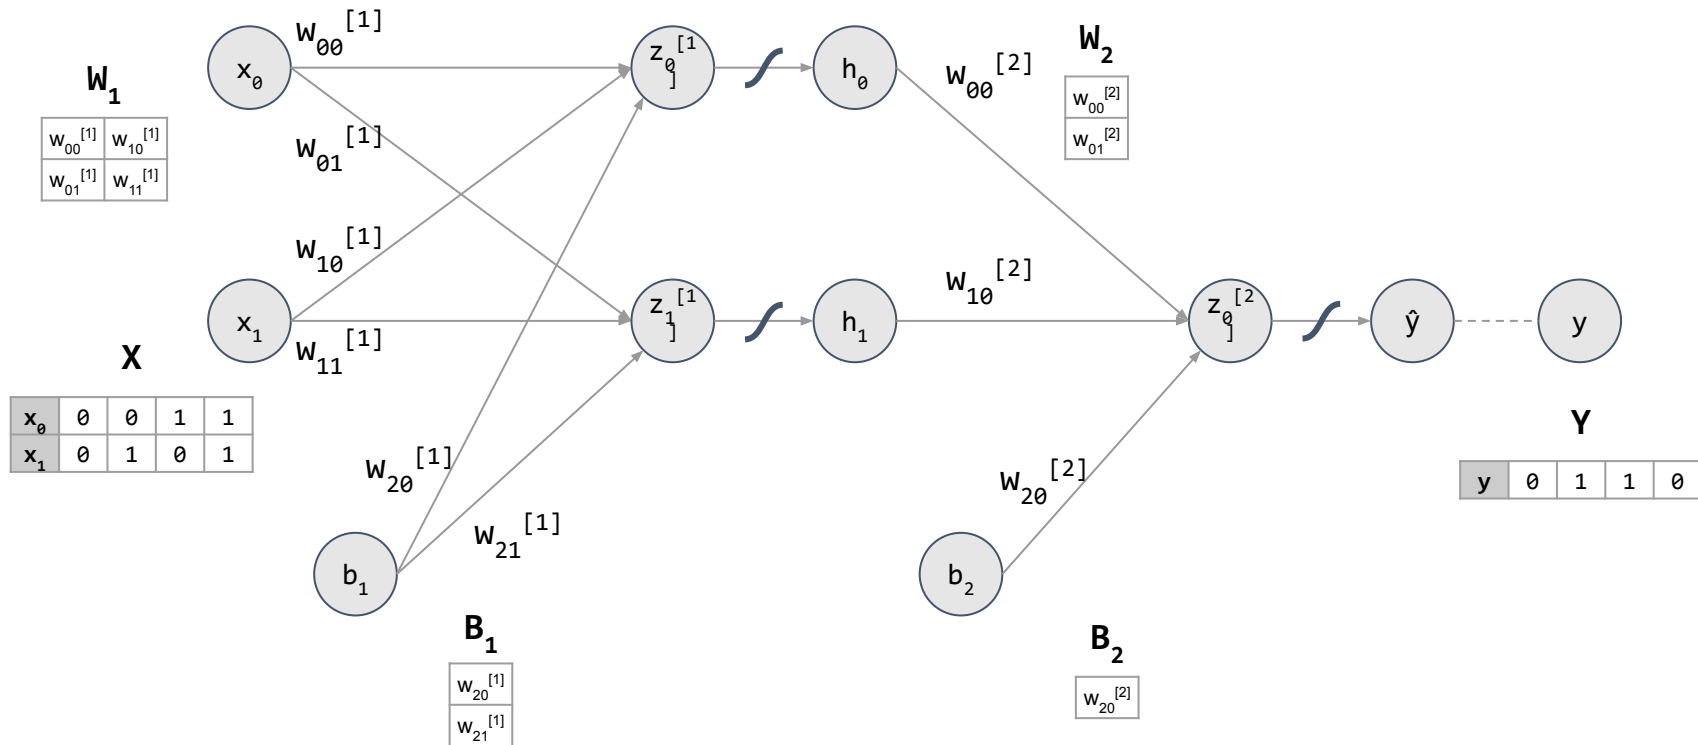 W₀₀[1]
W₂
x₀
z₀[1
]
h₀
W₀₀[2]
W₁
w₀₀[2]
w₀₁[2]
w₀₀[1] w₁₀[1]
w₀₁[1] w₁₁[1]
W₀₁[1]
W₁₀[1]
W₁₀[2]
x₁
z₁[1
]
h₁
z₀[2
]
ŷ
y
W₁₁[1]
X
x₀ 0 0 1 1
x₁ 0 1 0 1
Y
y 0 1 1 0
W₂₀[1]
W₂₀[2]
W₂₁[1]
b₁
b₂
B₁
w₂₀[1]
w₂₁[1]
B₂
w₂₀[2]